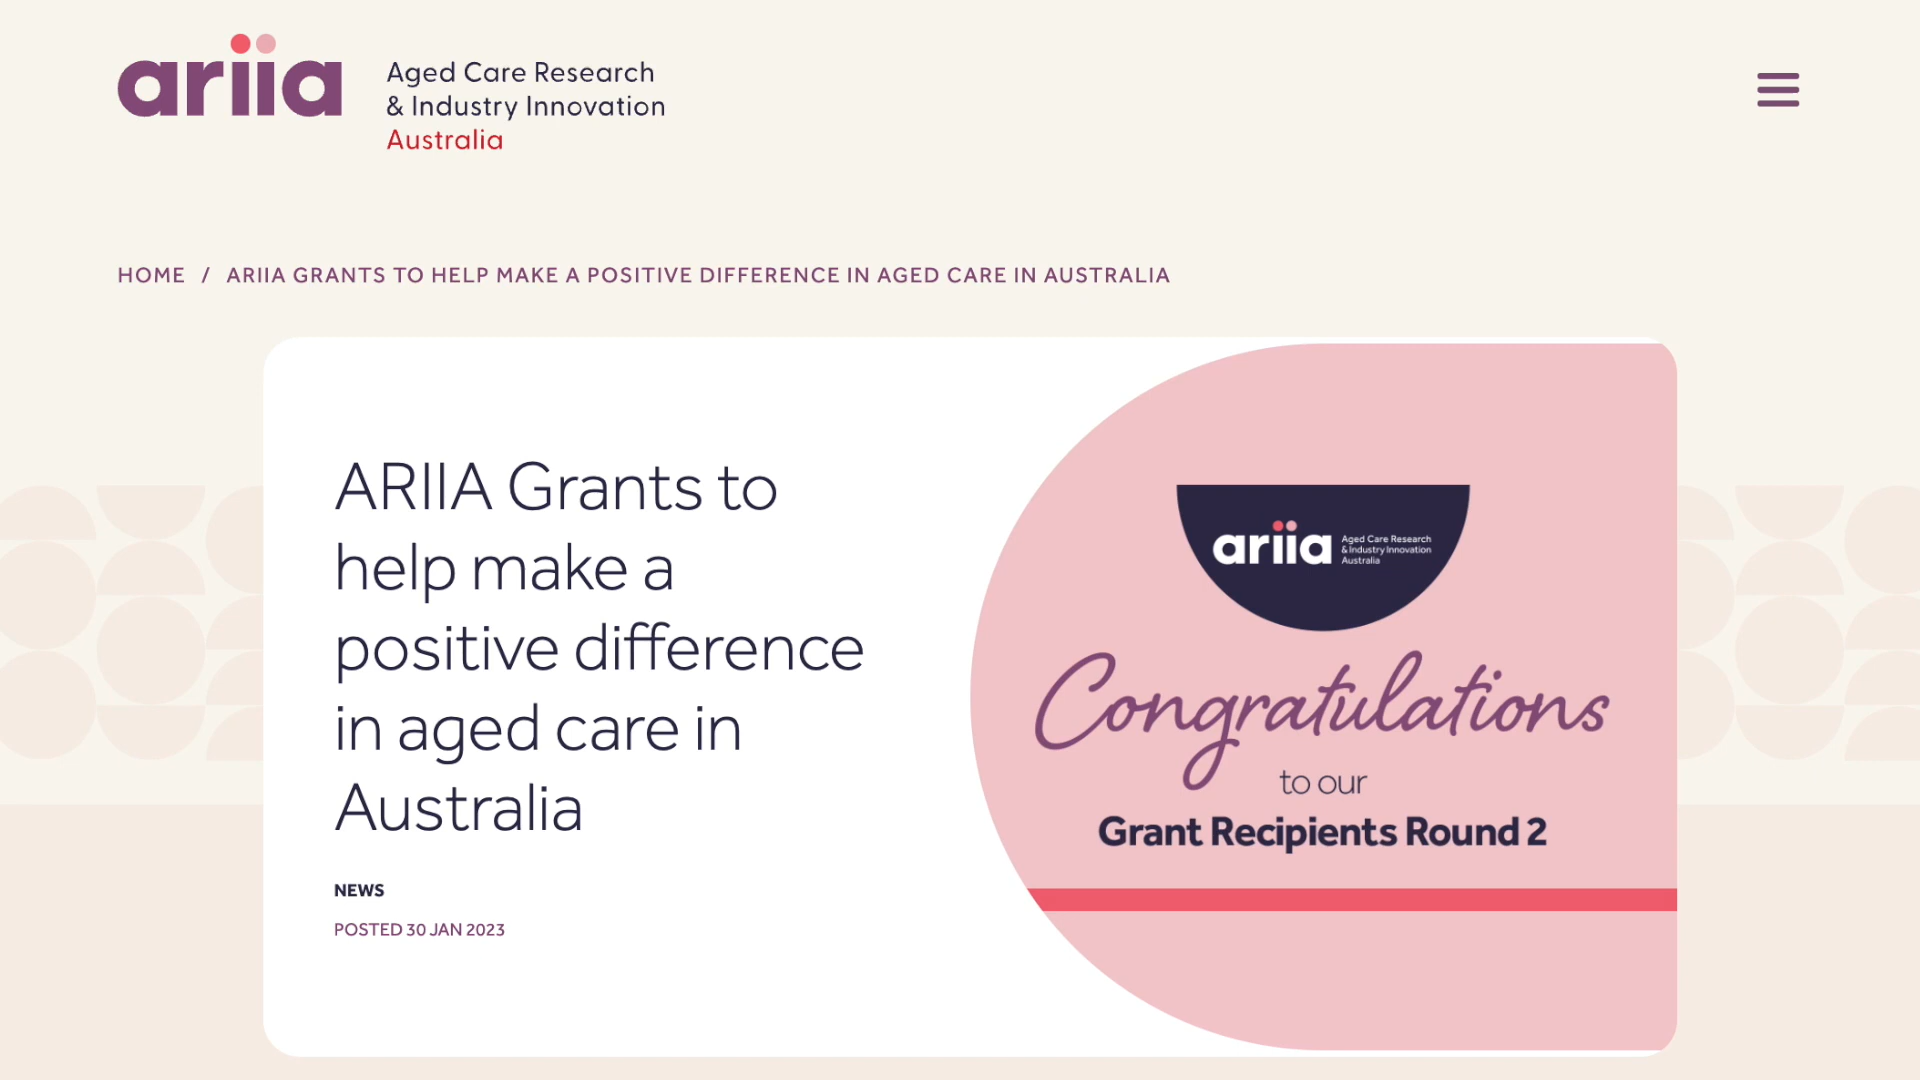 ariia
Aged Care Research
& Industry Innovation
Australia
HOME / ARIIA GRANTS TO HELP MAKE A POSITIVE DIFFERENCE IN AGED CARE IN AUSTRALIA
ARIIA Grants to
help make a
positive difference
in aged care in
Australia
NEWS
POSTED 30 JAN 2023
ariia
Aged Care Research
& Industry Innovation
Australia
Congratulations
to our
Grant Recipients Round 2